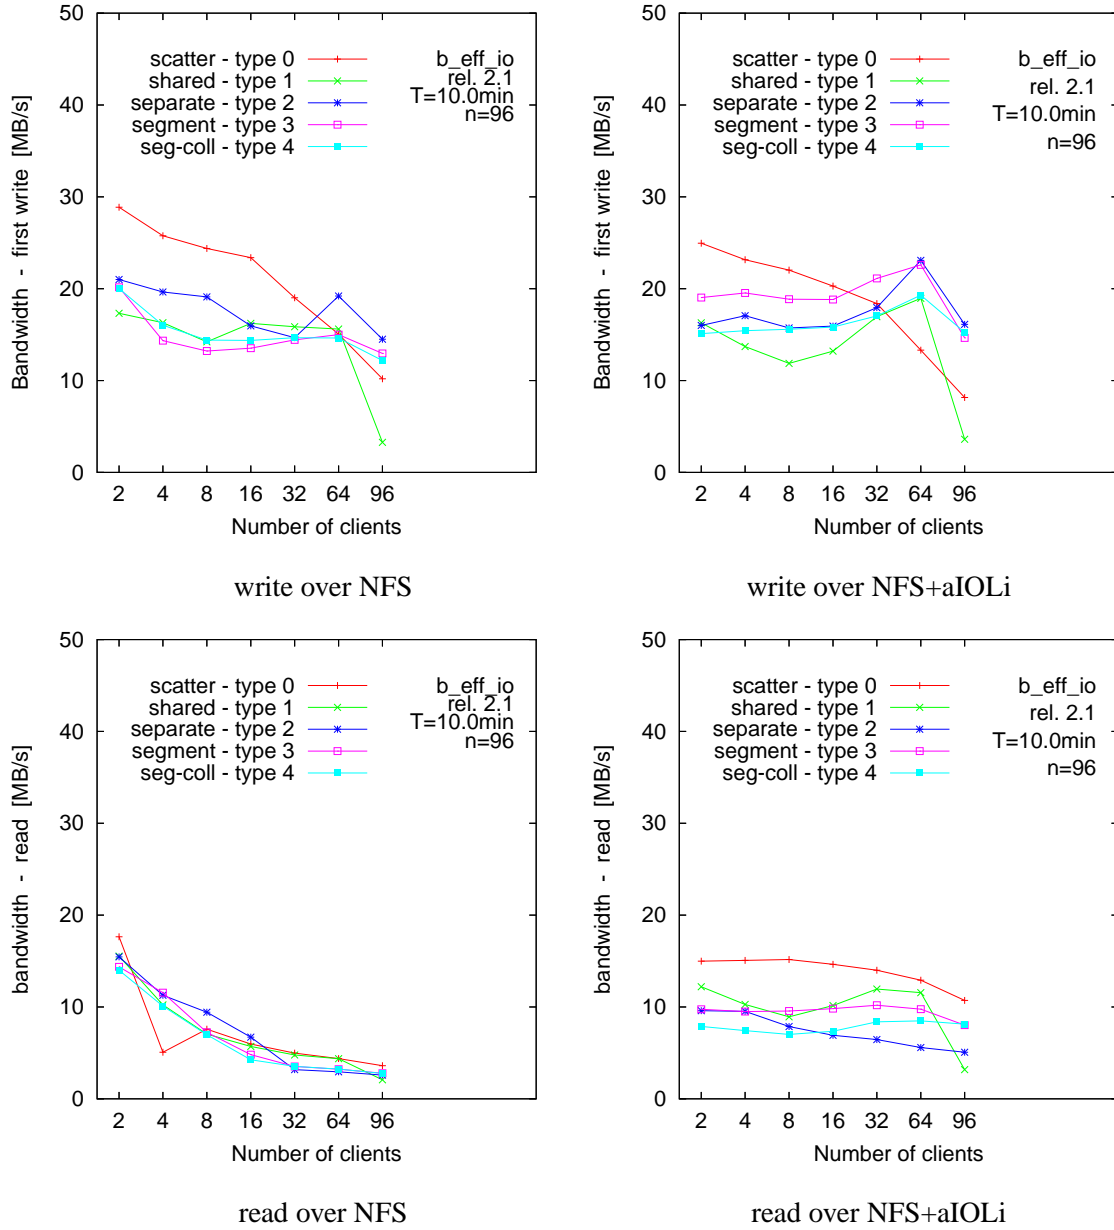 Bandwidth - first write [MB/s]
50
40
30
20
10
0
scatter - type 0
shared - type 1
separate - type 2
segment - type 3
seg-coll - type 4
b_eff_io
rel. 2.1
T=10.0min
n=96
2 4 8 16 32 64 96
Number of clients
write over NFS
Bandwidth - first write [MB/s]
50
40
30
20
10
0
scatter - type 0
shared - type 1
separate - type 2
segment - type 3
seg-coll - type 4
b_eff_io
rel. 2.1
T=10.0min
n=96
2 4 8 16 32 64 96
Number of clients
write over NFS+aIOLi
bandwidth - read [MB/s]
50
40
30
20
10
0
scatter - type 0
shared - type 1
separate - type 2
segment - type 3
seg-coll - type 4
b_eff_io
rel. 2.1
T=10.0min
n=96
2 4 8 16 32 64 96
Number of clients
read over NFS
bandwidth - read [MB/s]
50
40
30
20
10
0
scatter - type 0
shared - type 1
separate - type 2
segment - type 3
seg-coll - type 4
b_eff_io
rel. 2.1
T=10.0min
n=96
2 4 8 16 32 64 96
Number of clients
read over NFS+aIOLi